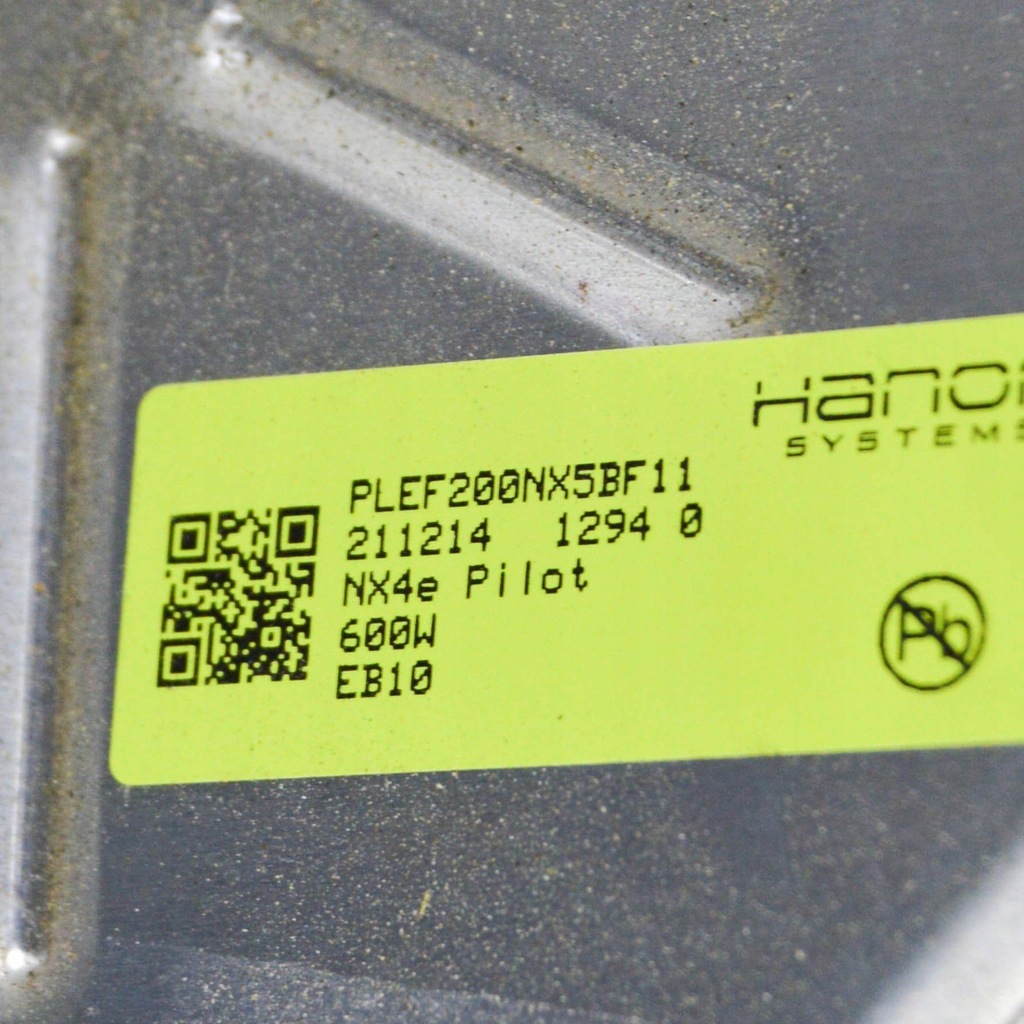 Hanon
SYSTEMS
PLEF200NX5BF11
211214 1294 0
NX4e Pilot
600W
EB10
Pb